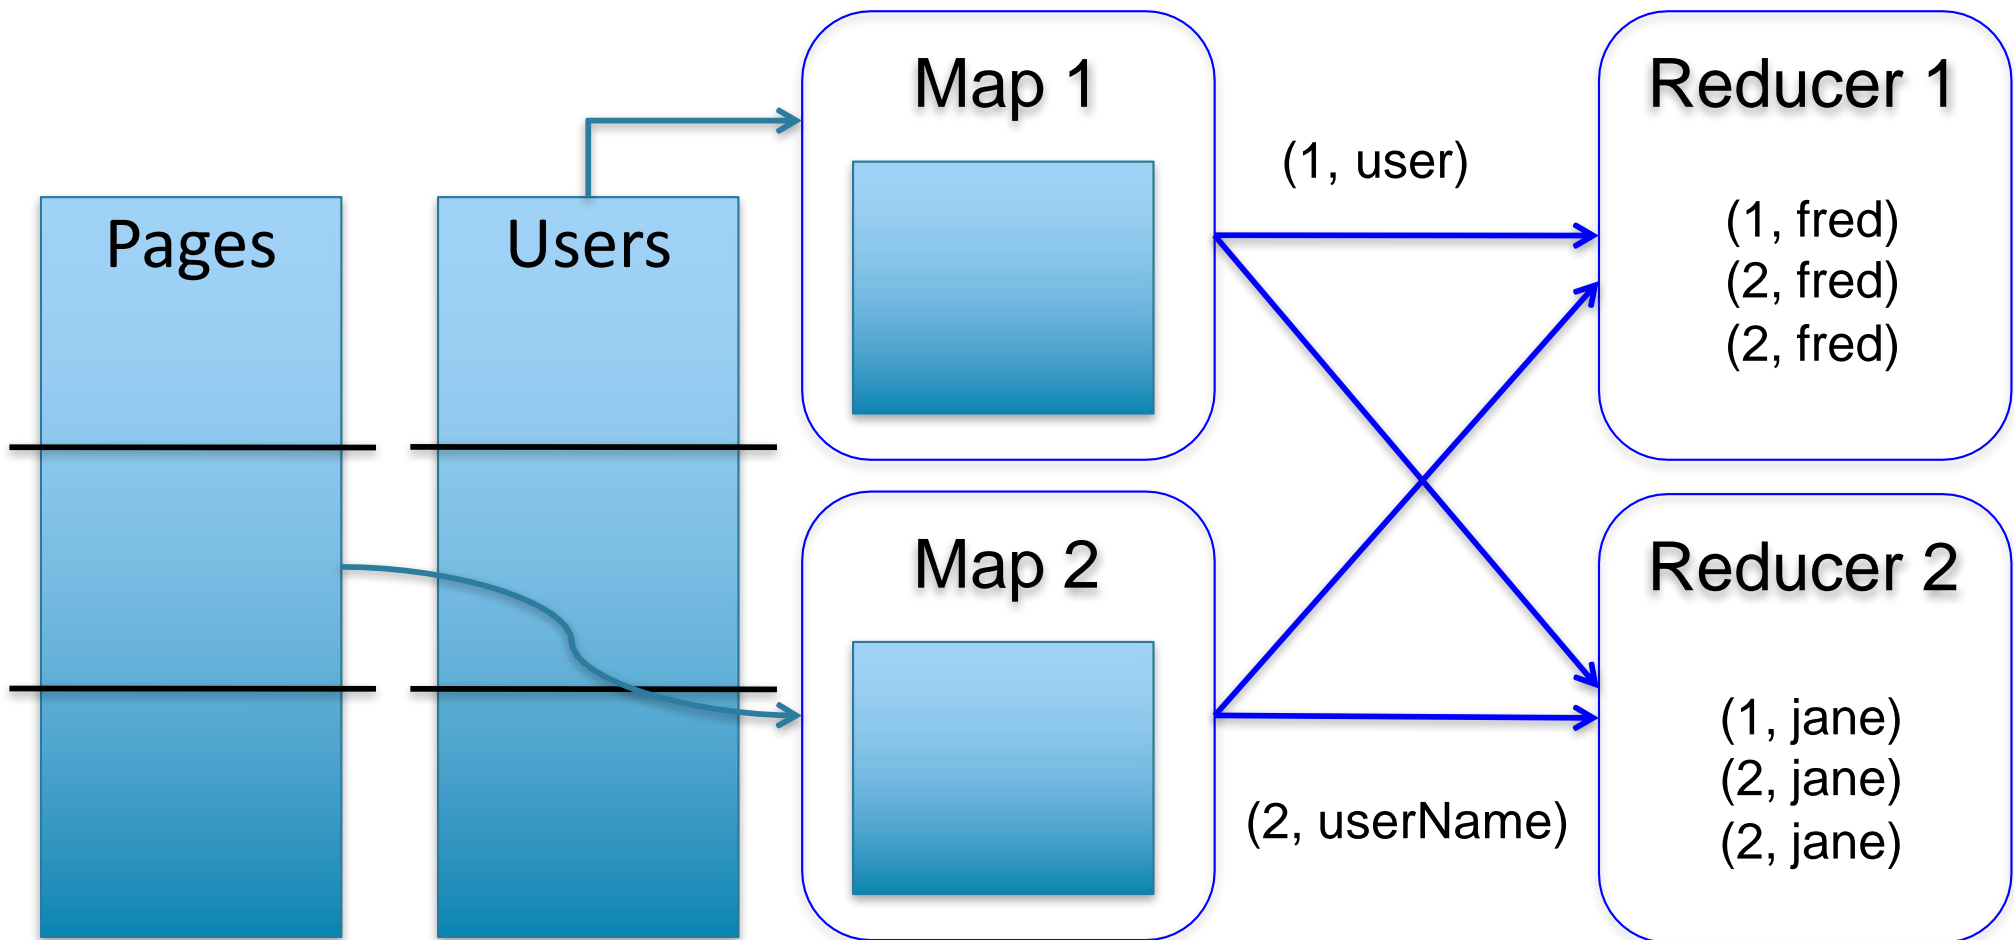 Pages
Users
Map 1
Map 2
(1, user)
(2, userName)
Reducer 1
(1, fred)
(2, fred)
(2, fred)
Reducer 2
(1, jane)
(2, jane)
(2, jane)